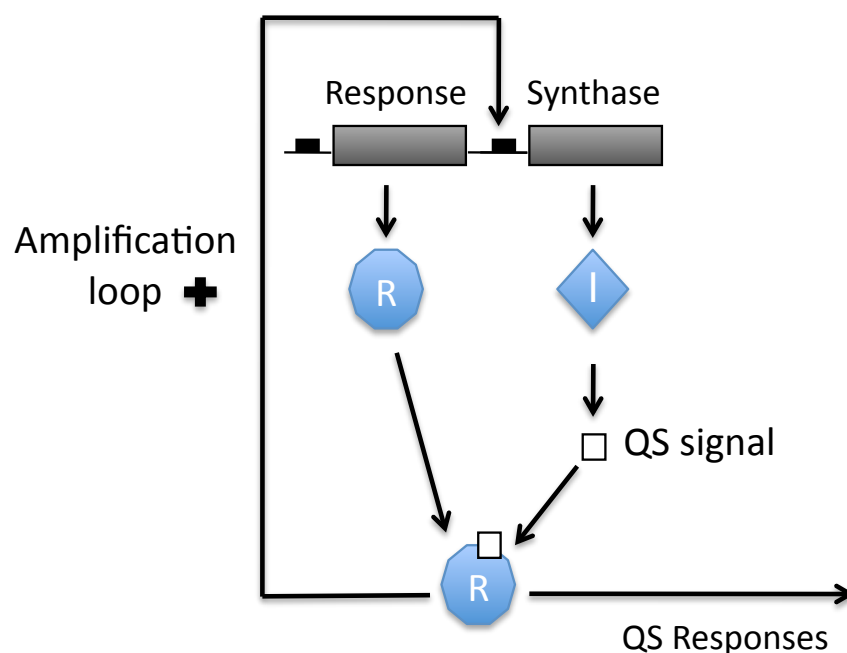 Response
Synthase
Amplification
loop
R
I
QS signal
R
QS Responses